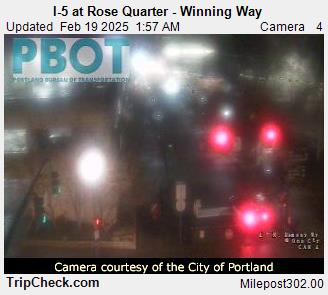 I-5 at Rose Quarter - Winning Way
Updated Feb 19 2025 1:57 AM Camera 4
PBOT
PORTLAND BUREAU OF TRANSPORTATION
Camera courtesy of the City of Portland
TripCheck.com Milepost302.00